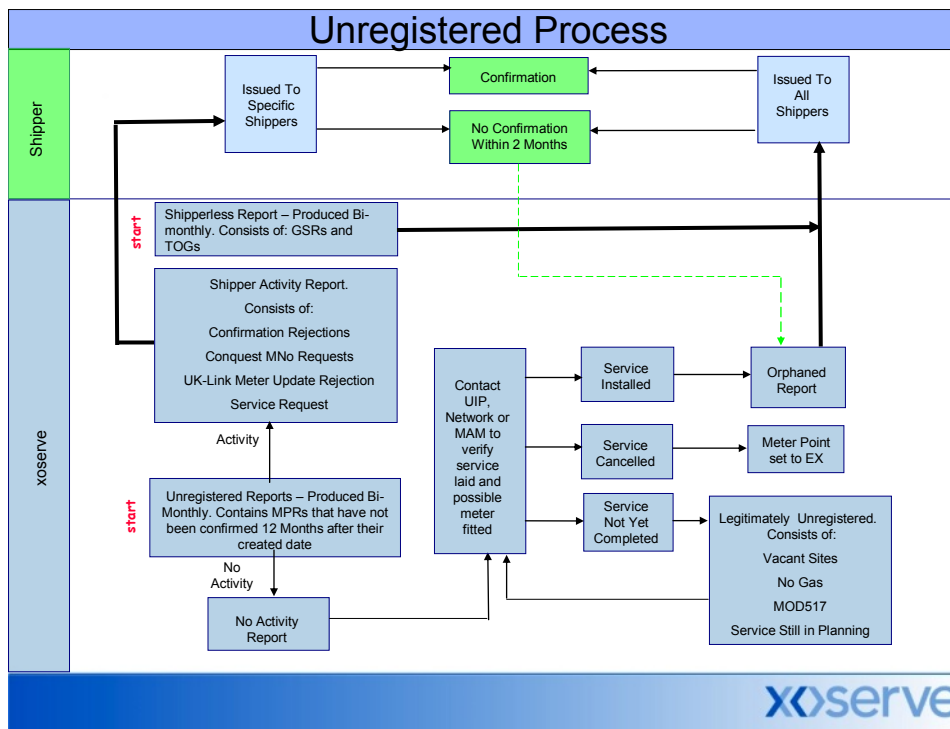 Unregistered Process
Shipper
Issued To
Specific
Shippers
Confirmation
No Confirmation
Within 2 Months
Issued To
All
Shippers
xoserve
start
Shipperless Report – Produced Bi-
monthly. Consists of: GSRs and
TOGs
Shipper Activity Report.
Consists of:
Confirmation Rejections
Conquest MNo Requests
UK-Link Meter Update Rejection
Service Request
Activity
start
Unregistered Reports – Produced Bi-
Monthly. Contains MPRs that have not
been confirmed 12 Months after their
created date
No
Activity
No Activity
Report
Contact
UIP,
Network or
MAM to
verify
service
laid and
possible
meter
fitted
Service
Installed
Orphaned
Report
Service
Cancelled
Meter Point
set to EX
Service
Not Yet
Completed
Legitimately Unregistered.
Consists of:
Vacant Sites
No Gas
MOD517
Service Still in Planning
xoserve